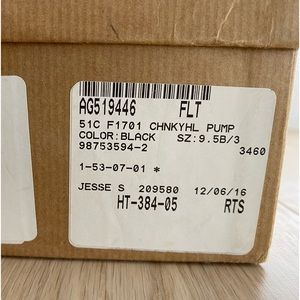 AG519446 FLT
51C F1701 CHNKYHL PUMP
COLOR:BLACK SZ:9.5B/3
98753594-2 3460
1-53-07-01 *
JESSE S 209580 12/06/16
HT-384-05 RTS